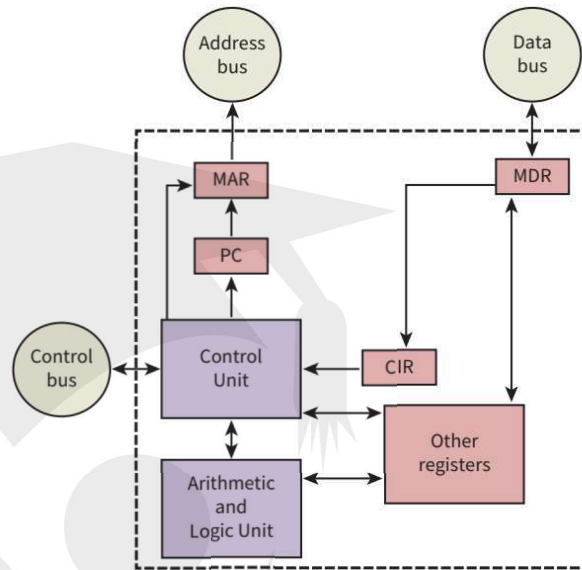 Address
bus
Data
bus
MAR
MDR
PC
Control
bus
Control
Unit
CIR
Other
registers
Arithmetic
and
Logic Unit